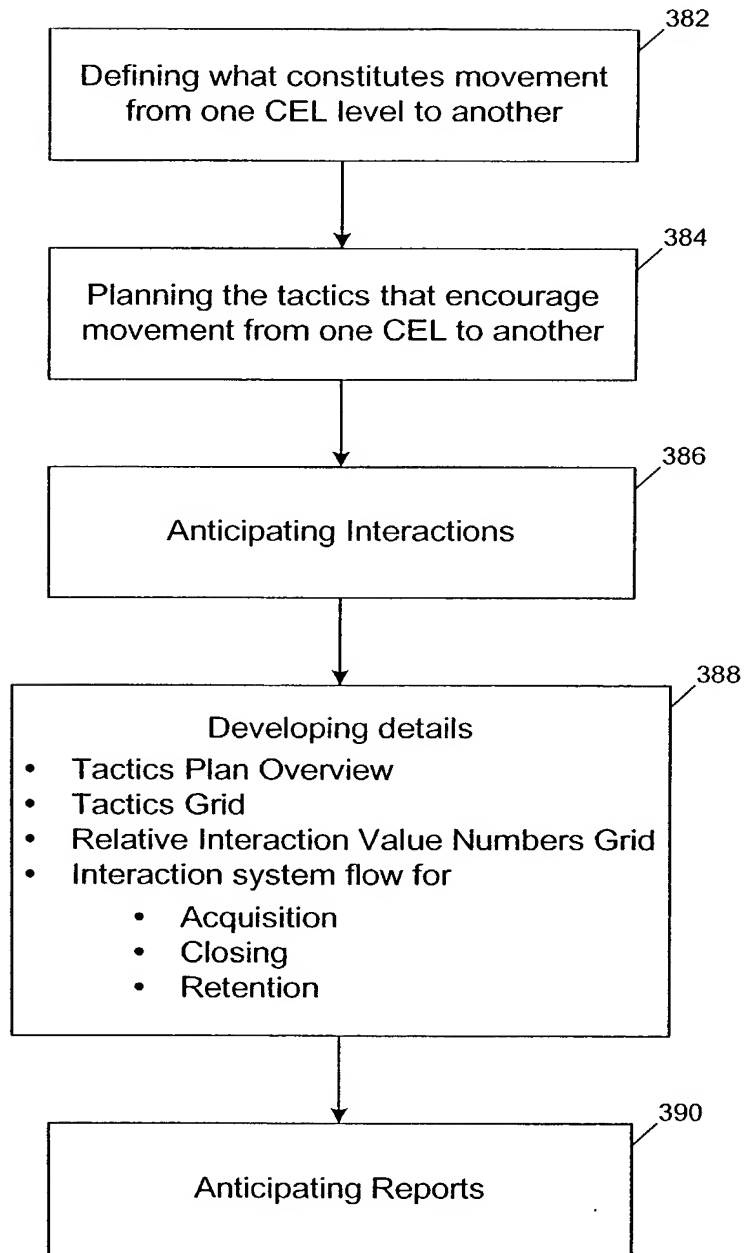 382
Defining what constitutes movement
from one CEL level to another
384
Planning the tactics that encourage
movement from one CEL to another
386
Anticipating Interactions
388
Developing details
• Tactics Plan Overview
• Tactics Grid
• Relative Interaction Value Numbers Grid
• Interaction system flow for
• Acquisition
• Closing
• Retention
390
Anticipating Reports